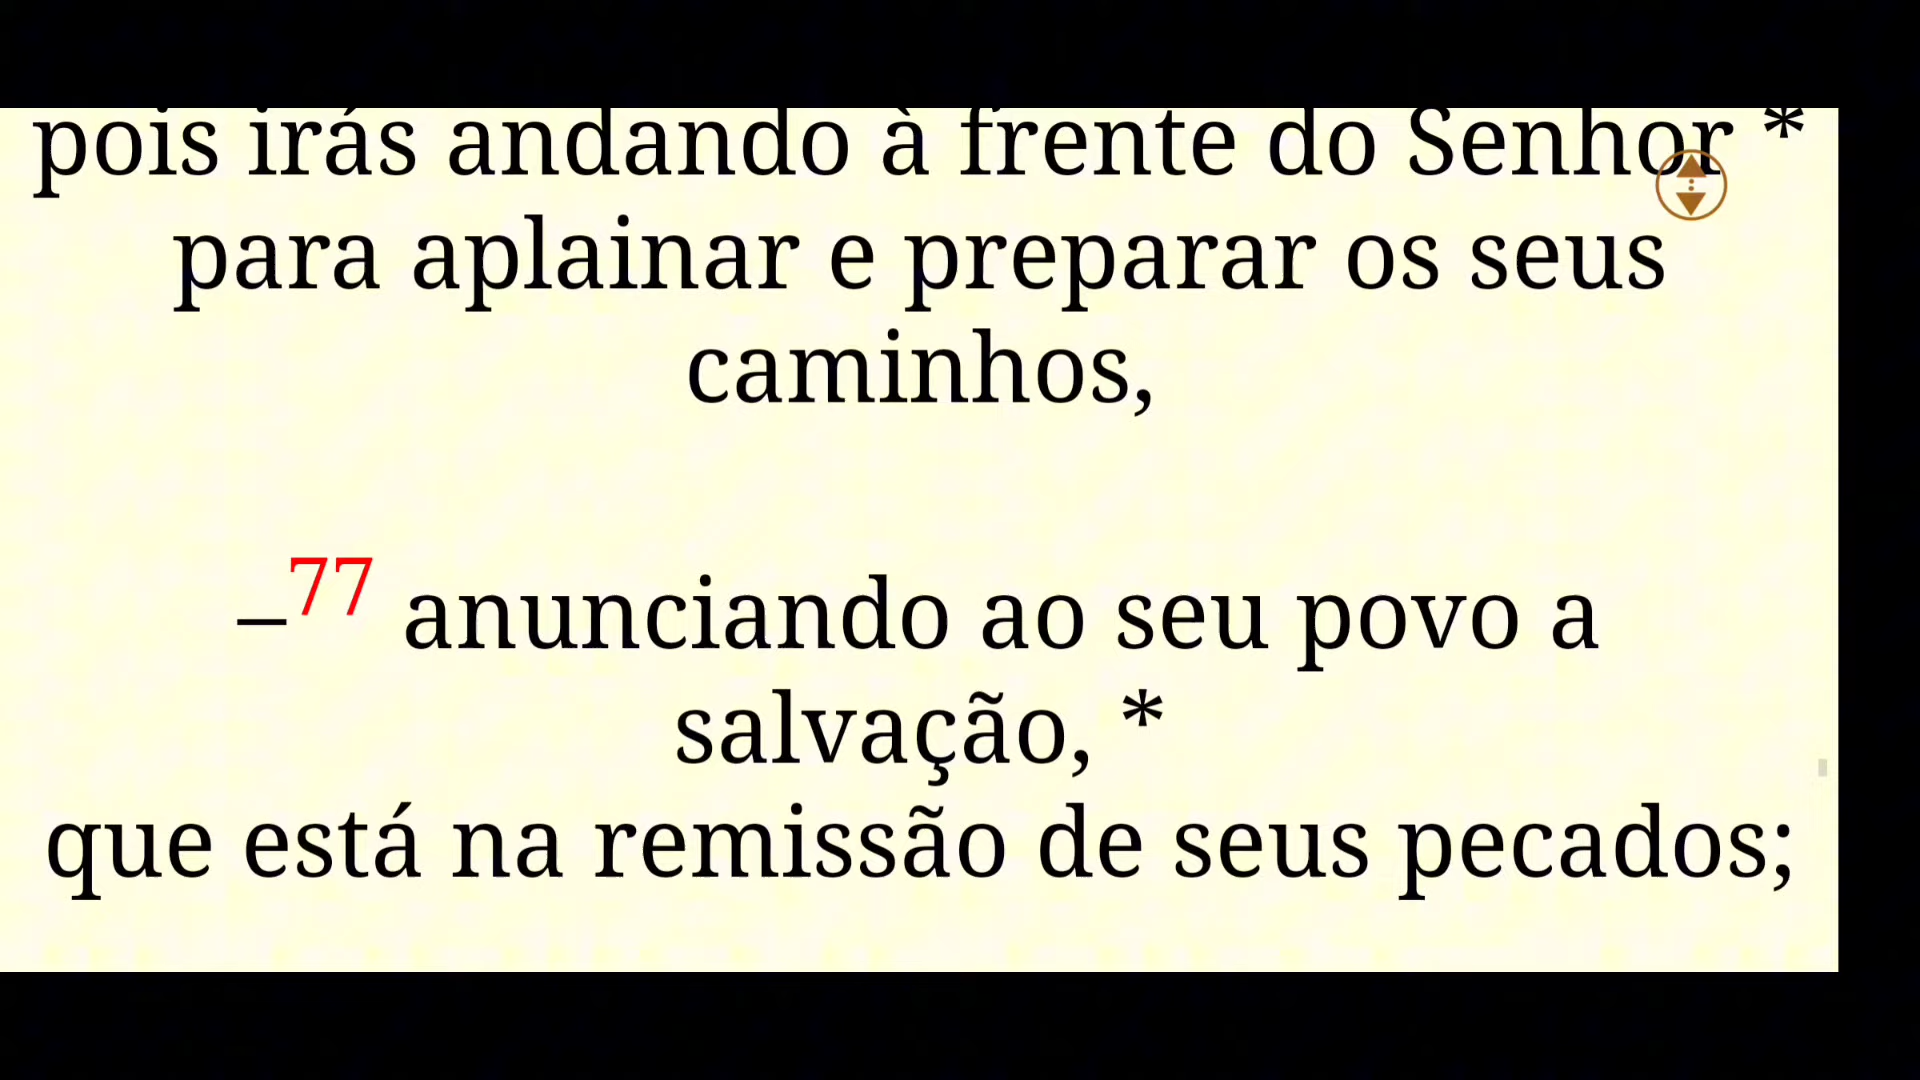 pois irás andando à frente do Senhor *
para aplainar e preparar os seus
caminhos,
–77 anunciando ao seu povo a
salvação, *
que está na remissão de seus pecados;